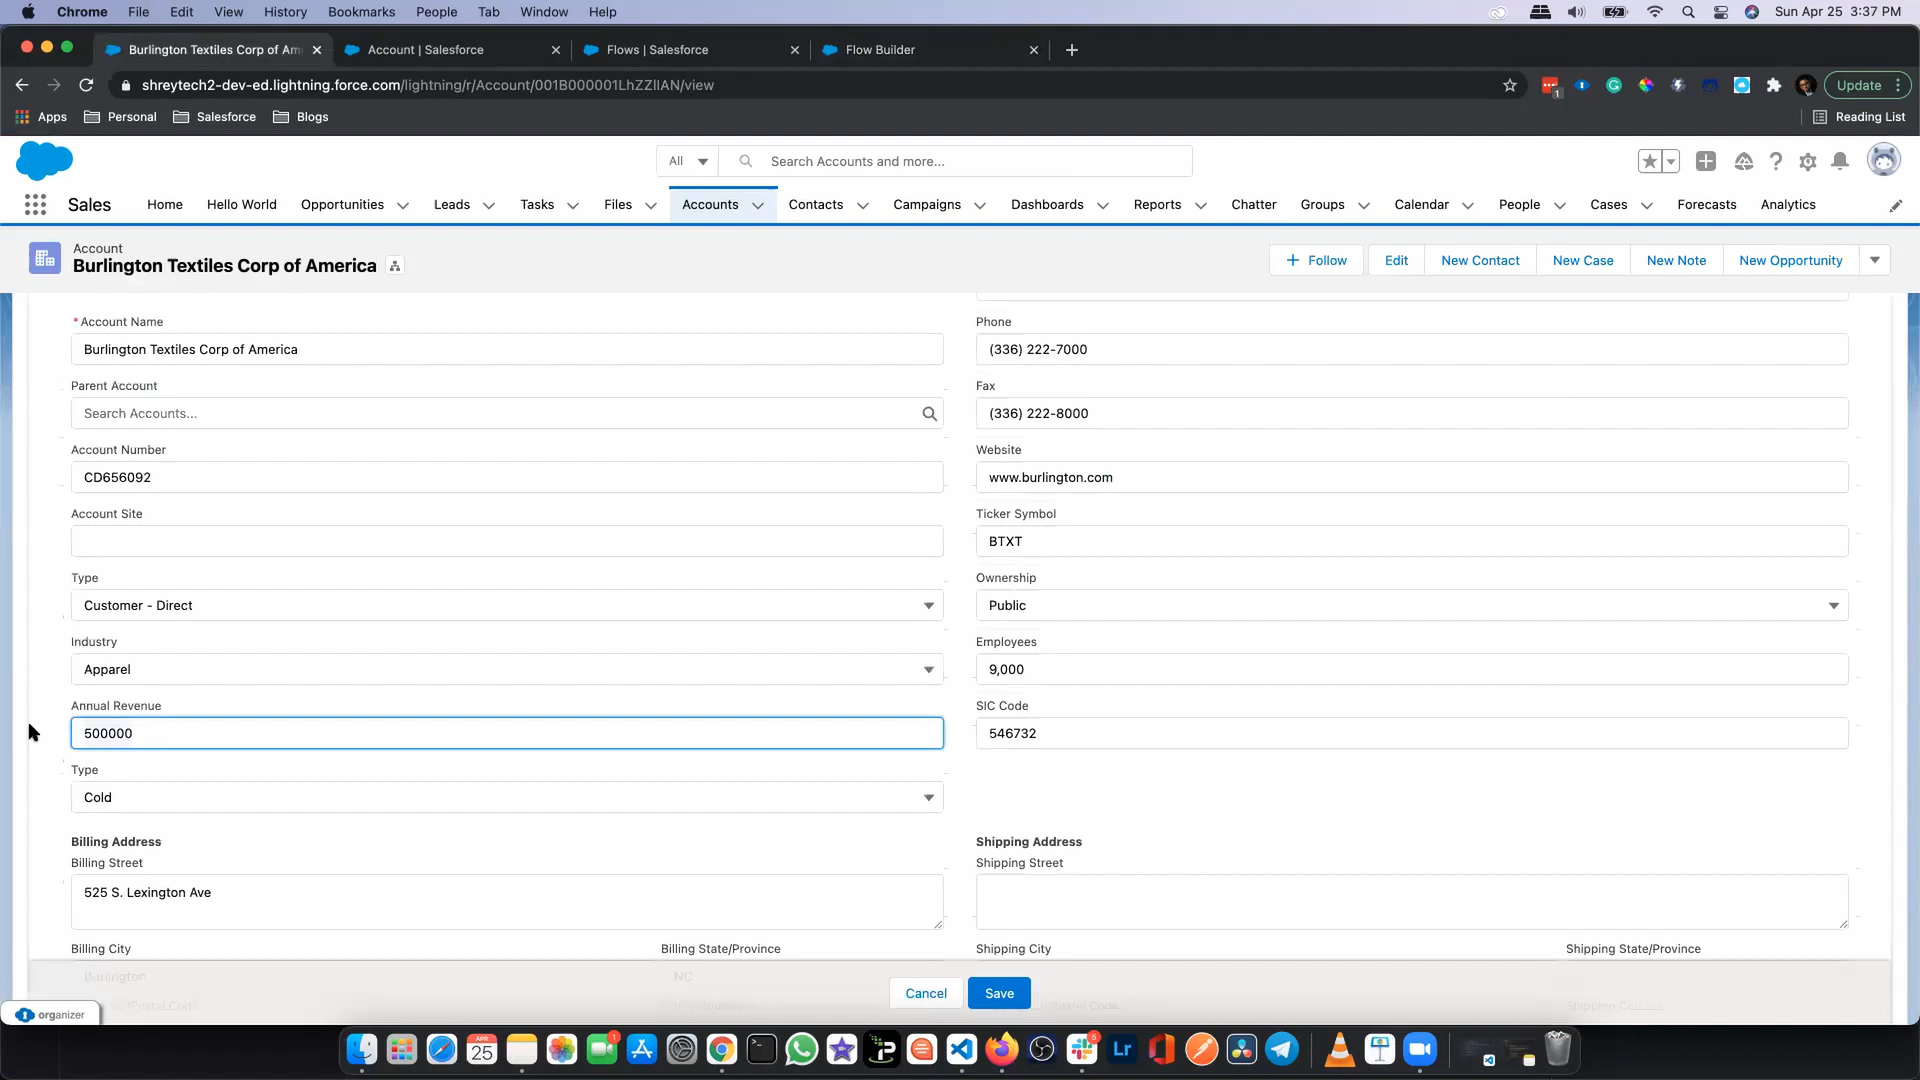 Chrome File Edit View History Bookmarks People Tab Window Help Sun Apr 25 3:37 PM
Burlington Textiles Corp of Am Account | Salesforce Flows | Salesforce Flow Builder
shreytech2-dev-ed.lightning.force.com/lightning/r/Account/001B000001LhZZlIAN/view 1 Update
Apps Personal Salesforce Blogs Reading List
All Search Accounts and more...
Sales Home Hello World Opportunities Leads Tasks Files Accounts Contacts Campaigns Dashboards Reports Chatter Groups Calendar People Cases Forecasts Analytics
Account
Burlington Textiles Corp of America
Follow Edit New Contact New Case New Note New Opportunity
*Account Name Phone
Burlington Textiles Corp of America (336) 222-7000
Parent Account Fax
Search Accounts... (336) 222-8000
Account Number Website
CD656092 www.burlington.com
Account Site Ticker Symbol
BTXT
Type Ownership
Customer - Direct Public
Industry Employees
Apparel 9,000
Annual Revenue SIC Code
500000 546732
Type
Cold
Billing Address Shipping Address
Billing Street Shipping Street
525 S. Lexington Ave
Billing City Billing State/Province Shipping City Shipping State/Province
Burlington NC
Cancel Save
organizer
APR
25
1
6
Lr